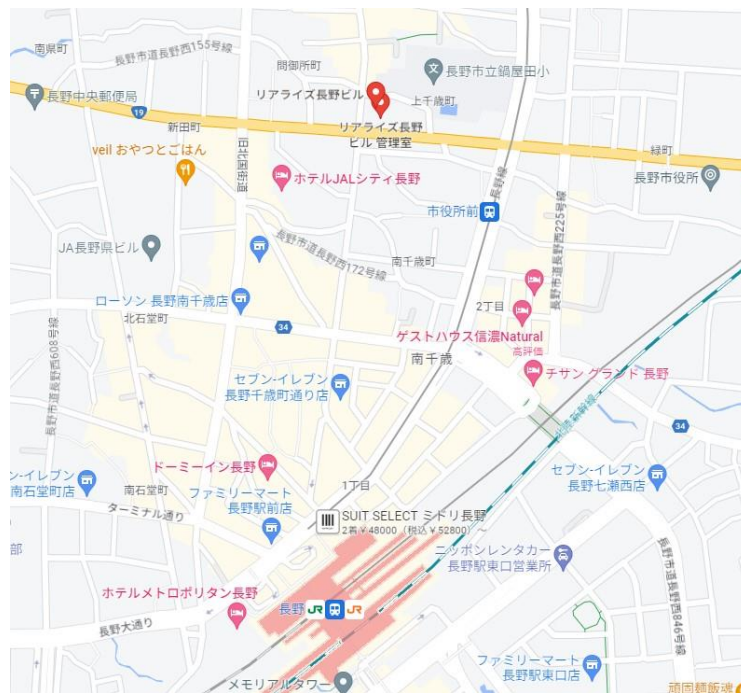 南県町
長野市道長野西155号線
問御所町
長野市立鍋屋田小
長野中央郵便局
リアライズ長野ビル
上千歳町
19
新田町
リアライズ長野
ビル 管理室
緑町
veil おやつとごはん
旧北国街道
ホテルJALシティ長野
長野線
長野市役所
市役所前
長野市道長野西225号線
JA長野県ビル
長野市道長野西172号線
南千歳町
ローソン 長野南千歳店
2丁目
北石堂町
34
ゲストハウス信濃Natural
高評価
長野市道長野西608号線
南千歳
チサン グランド 長野
セブン-イレブン
長野千歳町通り店
北陸新幹線
34
ドーミーイン長野
セブン-イレブン
長野七瀬西店
ン-イレブン
南石堂町店
南石堂町
1丁目
ファミリーマート
長野駅前店
ターミナル通り
SUIT SELECT ミドリ長野
2着¥48000（税込¥52800）～
部
ニッポンレンタカー
長野駅東口営業所
ホテルメトロポリタン長野
長野
JR
JR
長野大通り
長野市道長野西846号線
ファミリーマート
長野駅東口店
メモリアルタワー
頑固麺飯魂